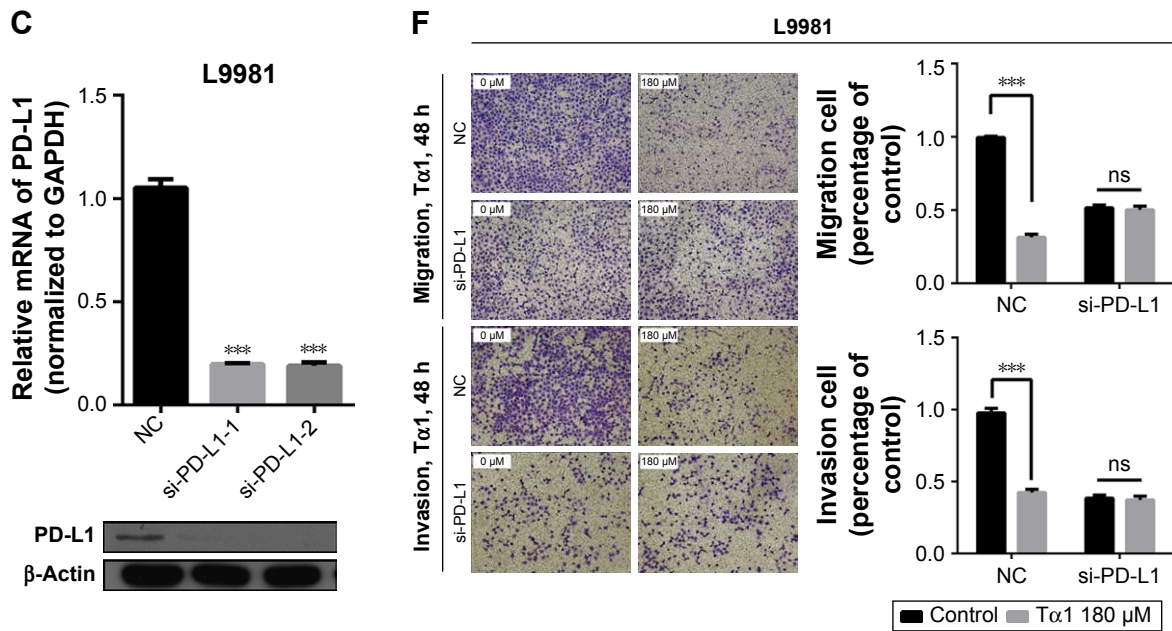 C
L9981
Relative mRNA of PD-L1
(normalized to GAPDH)
1.5
1.0
0.5
0.0
NC
si-PD-L1-1
si-PD-L1-2
***
***
PD-L1
β-Actin
F
L9981
Migration, Tα1, 48 h
NC
0 µM
180 µM
si-PD-L1
0 µM
180 µM
Invasion, Tα1, 48 h
NC
0 µM
180 µM
si-PD-L1
0 µM
180 µM
Migration cell
(percentage of
control)
1.5
1.0
0.5
0.0
***
ns
NC
si-PD-L1
Invasion cell
(percentage of
control)
1.5
1.0
0.5
0.0
***
ns
NC
si-PD-L1
Control
Tα1 180 µM